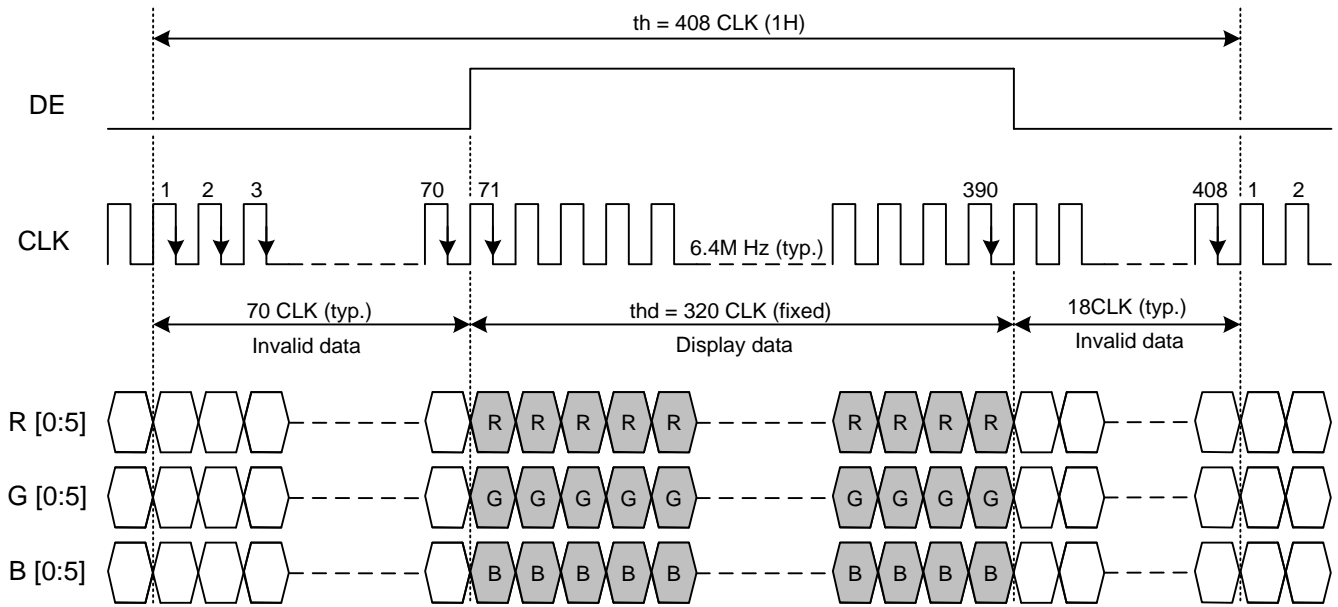 th = 408 CLK (1H)
DE
1 2 3 70 71 390 408 1 2
CLK
6.4M Hz (typ.)
70 CLK (typ.) thd = 320 CLK (fixed) 18CLK (typ.)
Invalid data Display data Invalid data
R [0:5] R R R R R R R R R
G [0:5] G G G G G G G G G
B [0:5] B B B B B B B B B